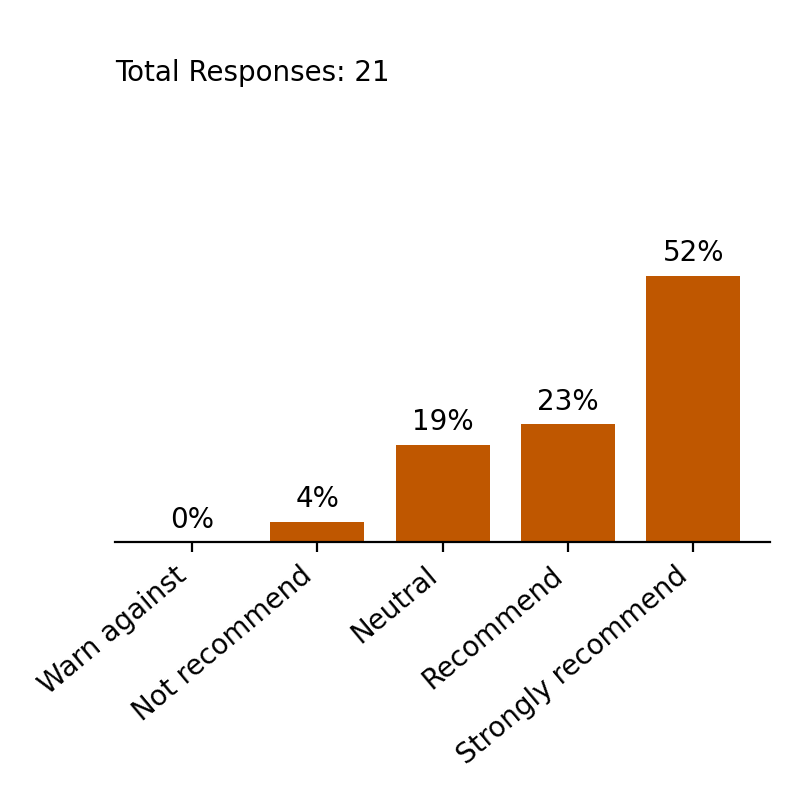 Total Responses: 21
0%
4%
19%
23%
52%
Warn against
Not recommend
Neutral
Recommend
Strongly recommend